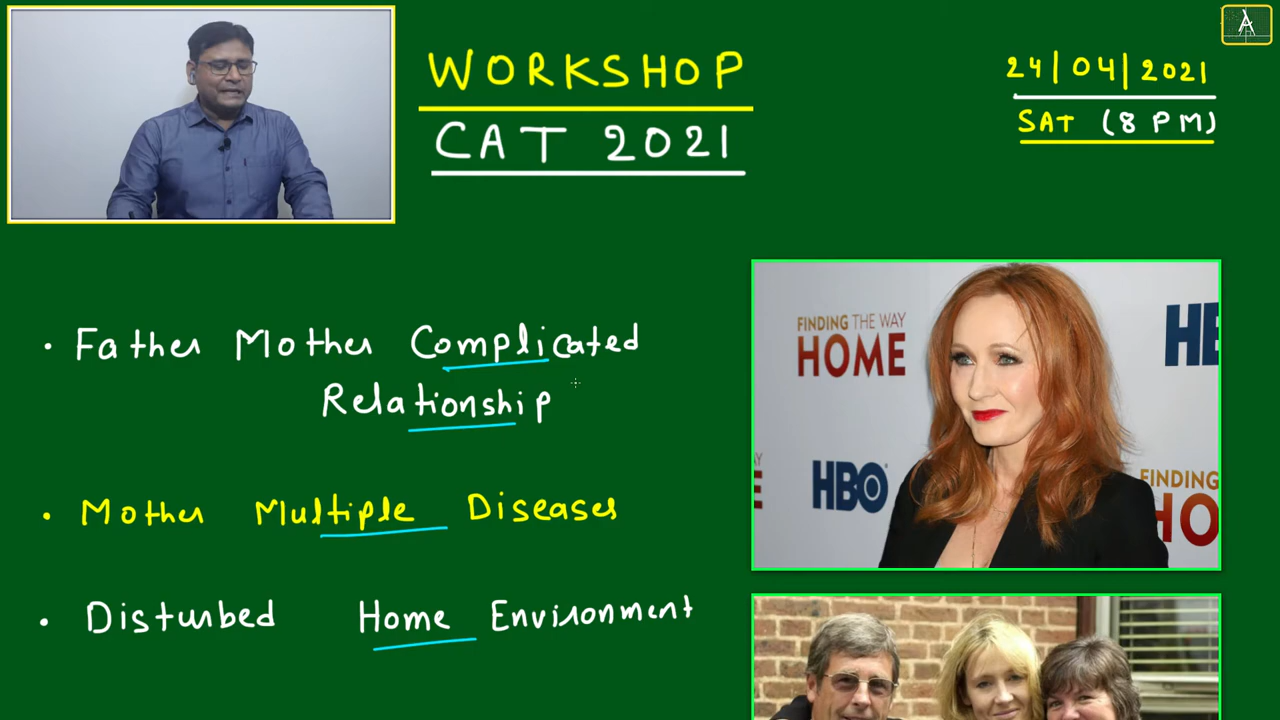 WORKSHOP
CAT 2021
24/04/2021
SAT (8 PM)
• Father Mother Complicated
Relationship
• Mother Multiple Diseases
• Disturbed Home Environment
FINDING THE WAY
HOME
HBO
HB
FINDING
HO
A